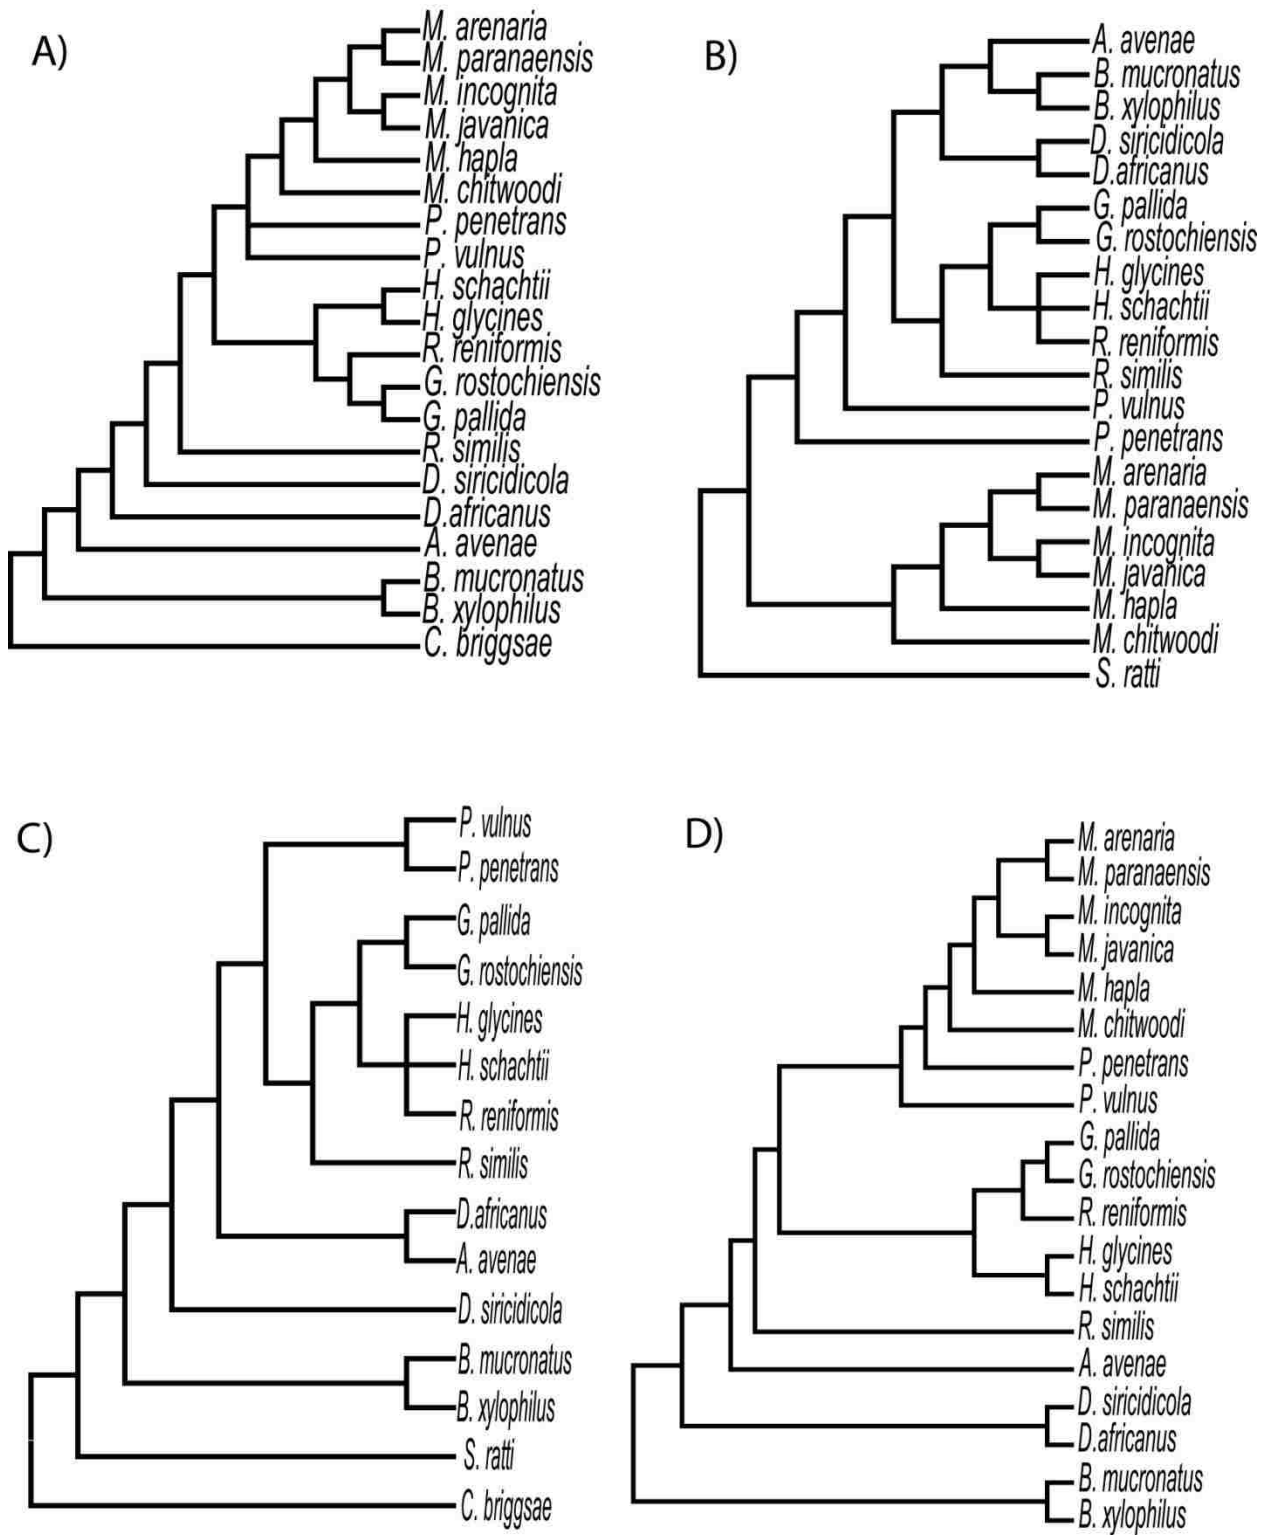 A)
M. arenaria
M. paranaensis
M. incognita
M. javanica
M. hapla
M. chitwoodi
P. penetrans
P. vulnus
H. schachtii
H. glycines
R. reniformis
G. rostochiensis
G. pallida
R. similis
D. siricidicola
D.africanus
A. avenae
B. mucronatus
B. xylophilus
C. briggsae
B)
A. avenae
B. mucronatus
B. xylophilus
D. siricidicola
D.africanus
G. pallida
G. rostochiensis
H. glycines
H. schachtii
R. reniformis
R. similis
P. vulnus
P. penetrans
M. arenaria
M. paranaensis
M. incognita
M. javanica
M. hapla
M. chitwoodi
S. ratti
C)
P. vulnus
P. penetrans
G. pallida
G. rostochiensis
H. glycines
H. schachtii
R. reniformis
R. similis
D.africanus
A. avenae
D. siricidicola
B. mucronatus
B. xylophilus
S. ratti
C. briggsae
D)
M. arenaria
M. paranaensis
M. incognita
M. javanica
M. hapla
M. chitwoodi
P. penetrans
P. vulnus
G. pallida
G. rostochiensis
R. reniformis
H. glycines
H. schachtii
R. similis
A. avenae
D. siricidicola
D.africanus
B. mucronatus
B. xylophilus